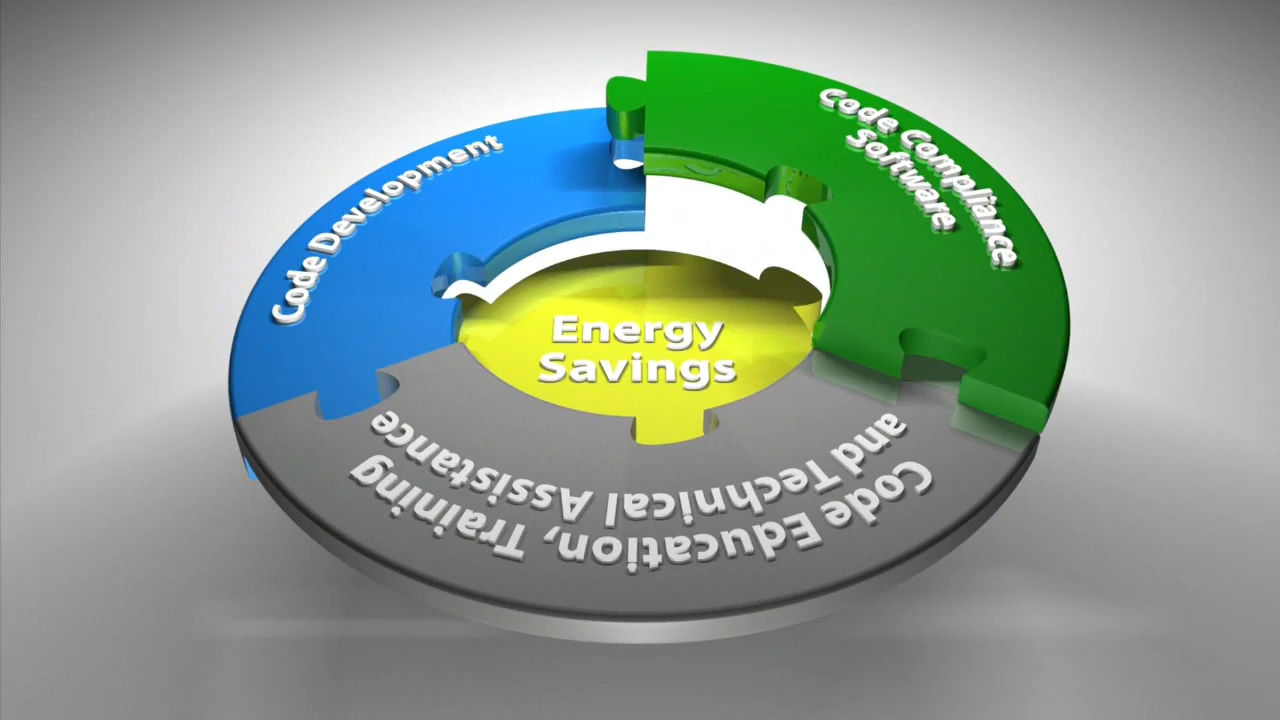 Code Development
Code Compliance
Software
Energy
Savings
Code Education, Training
and Technical Assistance